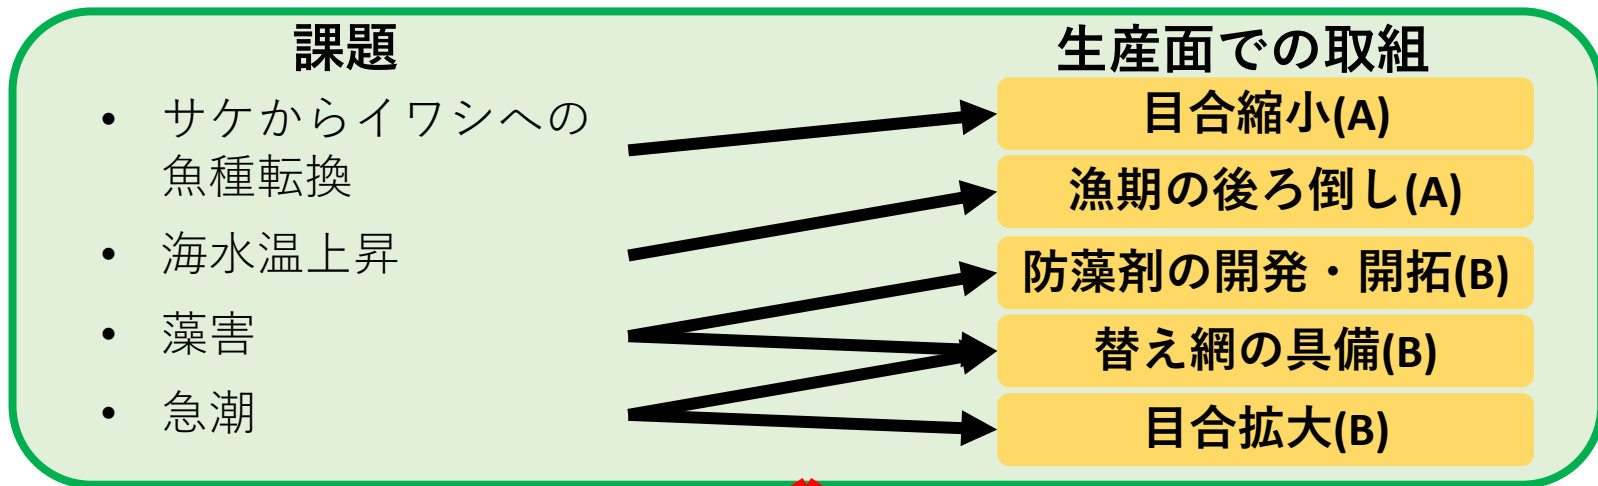 課題
• サケからイワシへの
魚種転換
• 海水温上昇
• 藻害
• 急潮
生産面での取組
目合縮小(A)
漁期の後ろ倒し(A)
防藻剤の開発・開拓(B)
替え網の具備(B)
目合拡大(B)